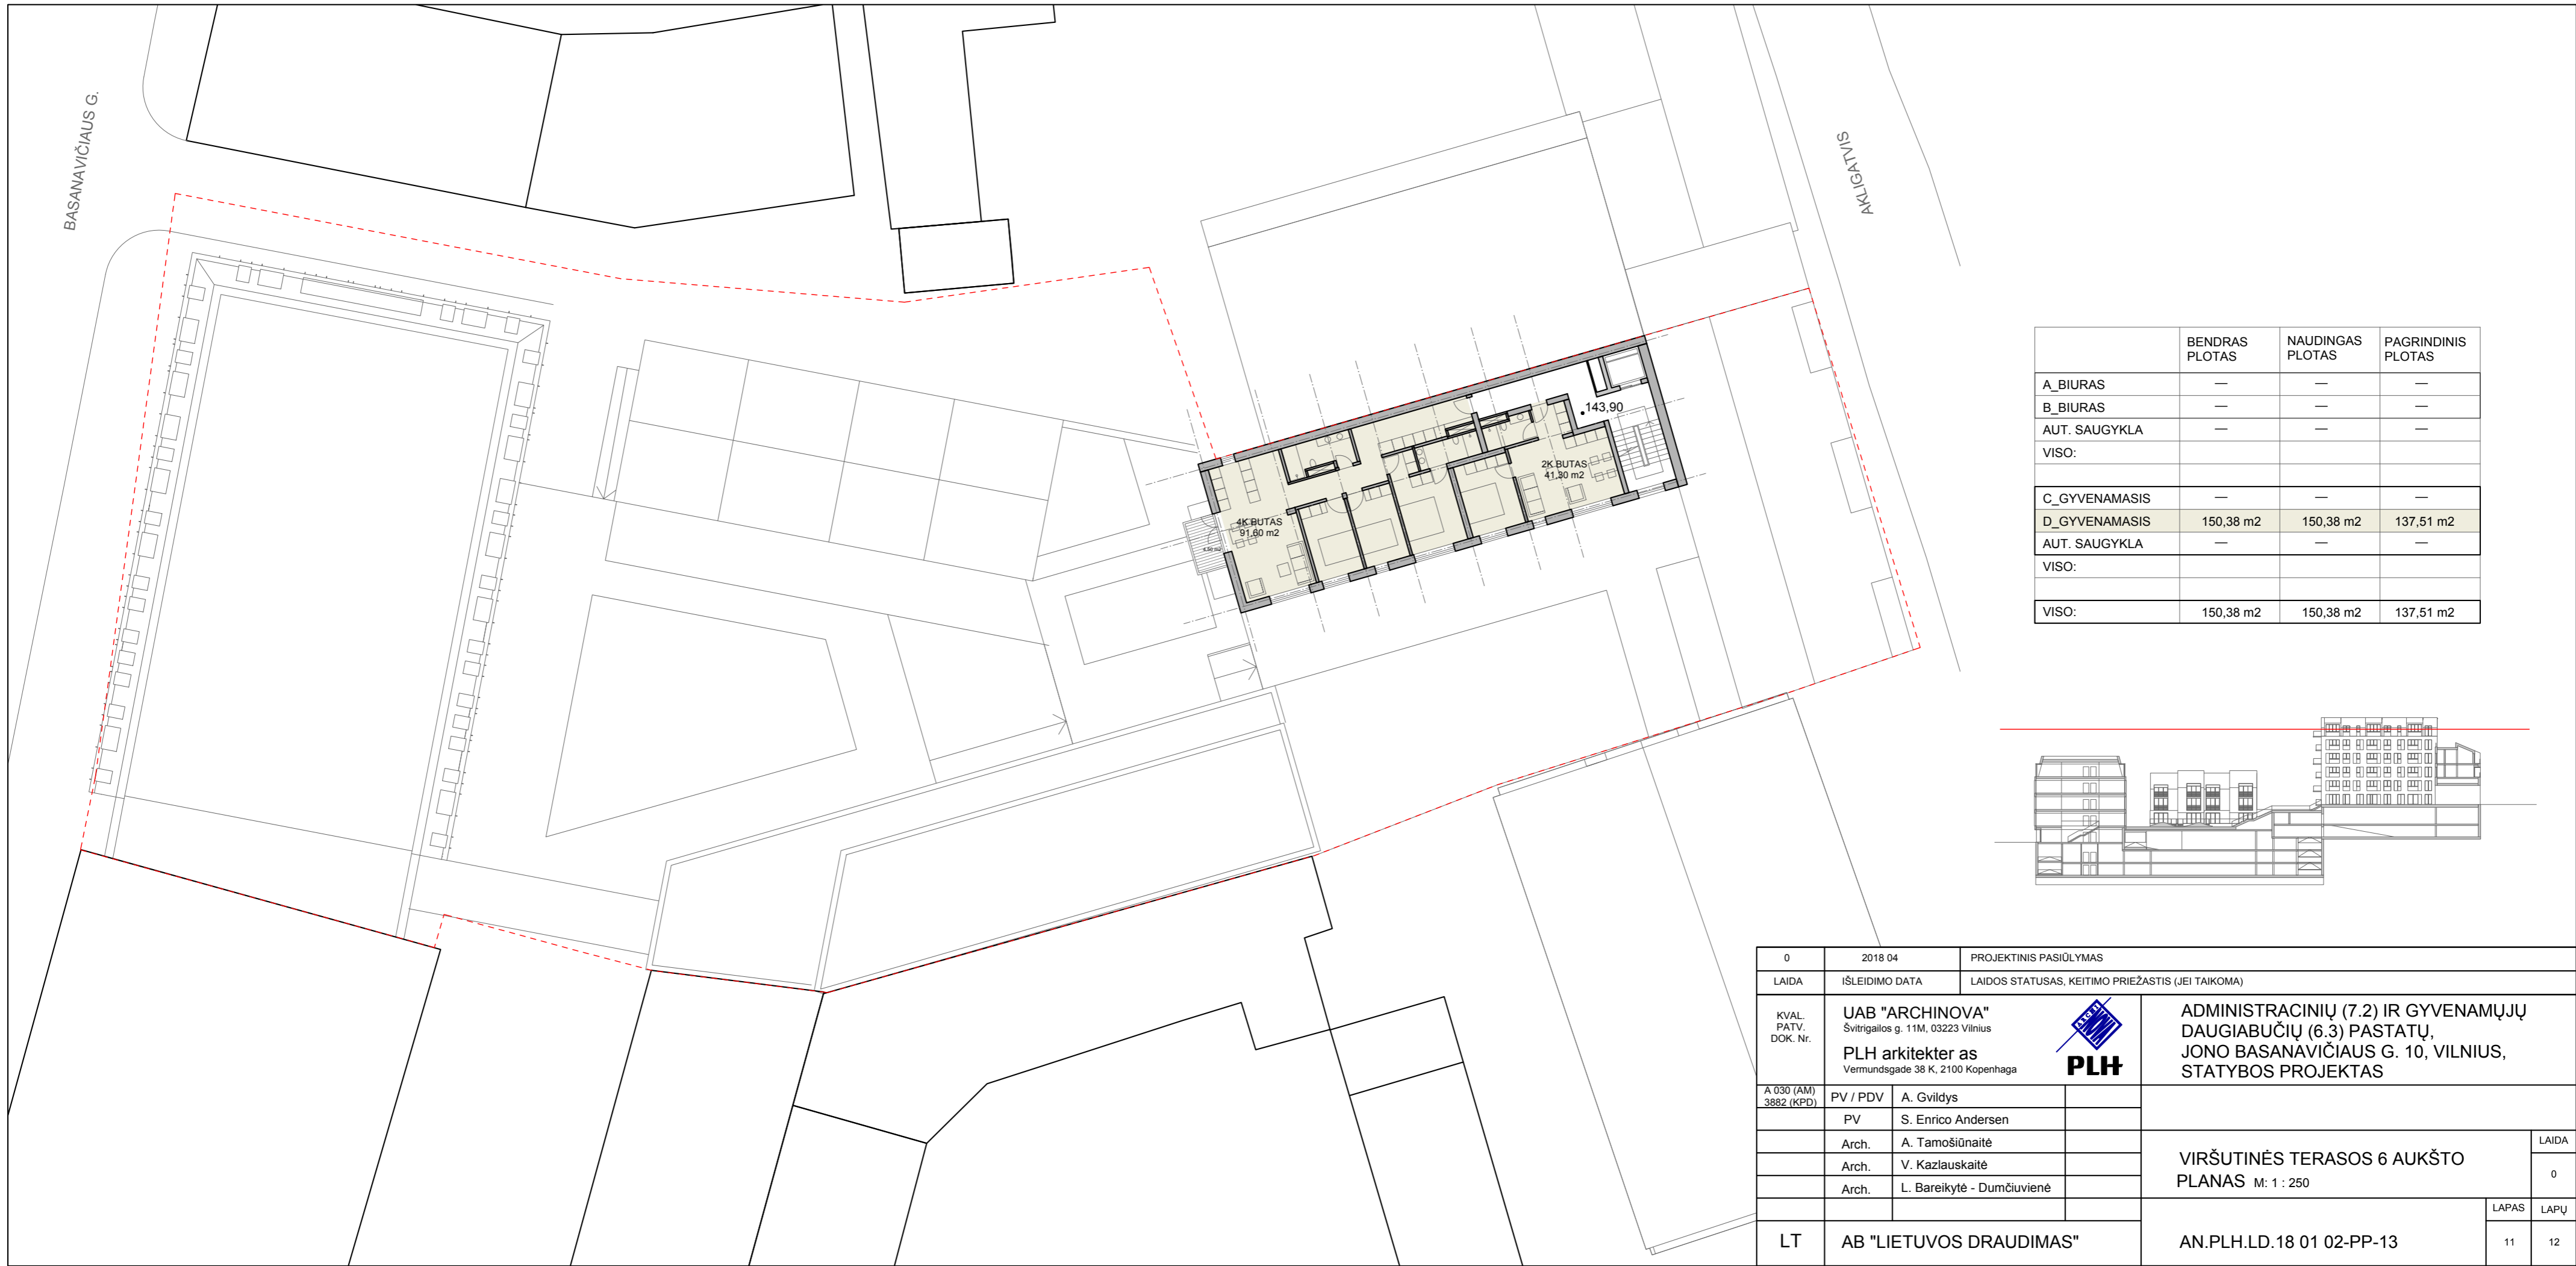 BASANAVIČIAUS G.
AKLIGATVIS
143,90
2K BUTAS
41,30 m2
4K BUTAS
91,60 m2
BENDRAS PLOTAS NAUDINGAS PLOTAS PAGRINDINIS PLOTAS
A_BIURAS — — —
B_BIURAS — — —
AUT. SAUGYKLA — — —
VISO:
C_GYVENAMASIS — — —
D_GYVENAMASIS 150,38 m2 150,38 m2 137,51 m2
AUT. SAUGYKLA — — —
VISO:
VISO: 150,38 m2 150,38 m2 137,51 m2
0 2018 04 PROJEKTINIS PASIŪLYMAS
LAIDA IŠLEIDIMO DATA LAIDOS STATUSAS, KEITIMO PRIEŽASTIS (JEI TAIKOMA)
KVAL.
PATV.
DOK. Nr.
UAB "ARCHINOVA"
Švitrigailos g. 11M, 03223 Vilnius
PLH arkitekter as
Vermundsgade 38 K, 2100 Kopenhaga
PLH
ADMINISTRACINIŲ (7.2) IR GYVENAMŲJŲ
DAUGIABUČIŲ (6.3) PASTATŲ,
JONO BASANAVIČIAUS G. 10, VILNIUS,
STATYBOS PROJEKTAS
A 030 (AM)
3882 (KPD)
PV / PDV A. Gvildys
PV S. Enrico Andersen
Arch. A. Tamošiūnaitė
Arch. V. Kazlauskaitė
Arch. L. Bareikytė - Dumčiuvienė
VIRŠUTINĖS TERASOS 6 AUKŠTO
PLANAS M: 1 : 250
LAIDA
0
LT AB "LIETUVOS DRAUDIMAS"
AN.PLH.LD.18 01 02-PP-13
LAPAS LAPŲ
11 12